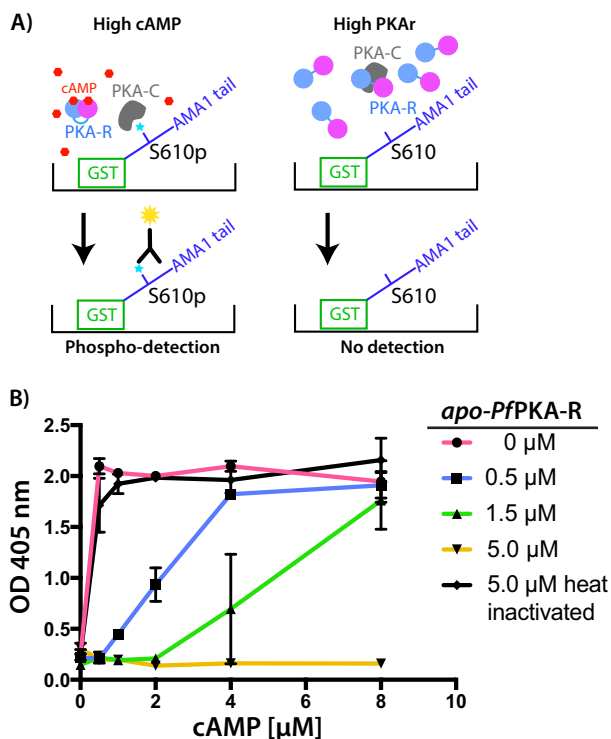 A)
High cAMP
High PKAr
cAMP
PKA-C
PKA-R
AMA1 tail
S610p
GST
PKA-C
PKA-R
AMA1 tail
S610
GST
AMA1 tail
S610p
GST
AMA1 tail
S610
GST
Phospho-detection
No detection
B)
apo-PfPKA-R
0 µM
0.5 µM
1.5 µM
5.0 µM
5.0 µM heat
inactivated
OD 405 nm
2.5
2.0
1.5
1.0
0.5
0.0
0
2
4
6
8
10
cAMP [µM]